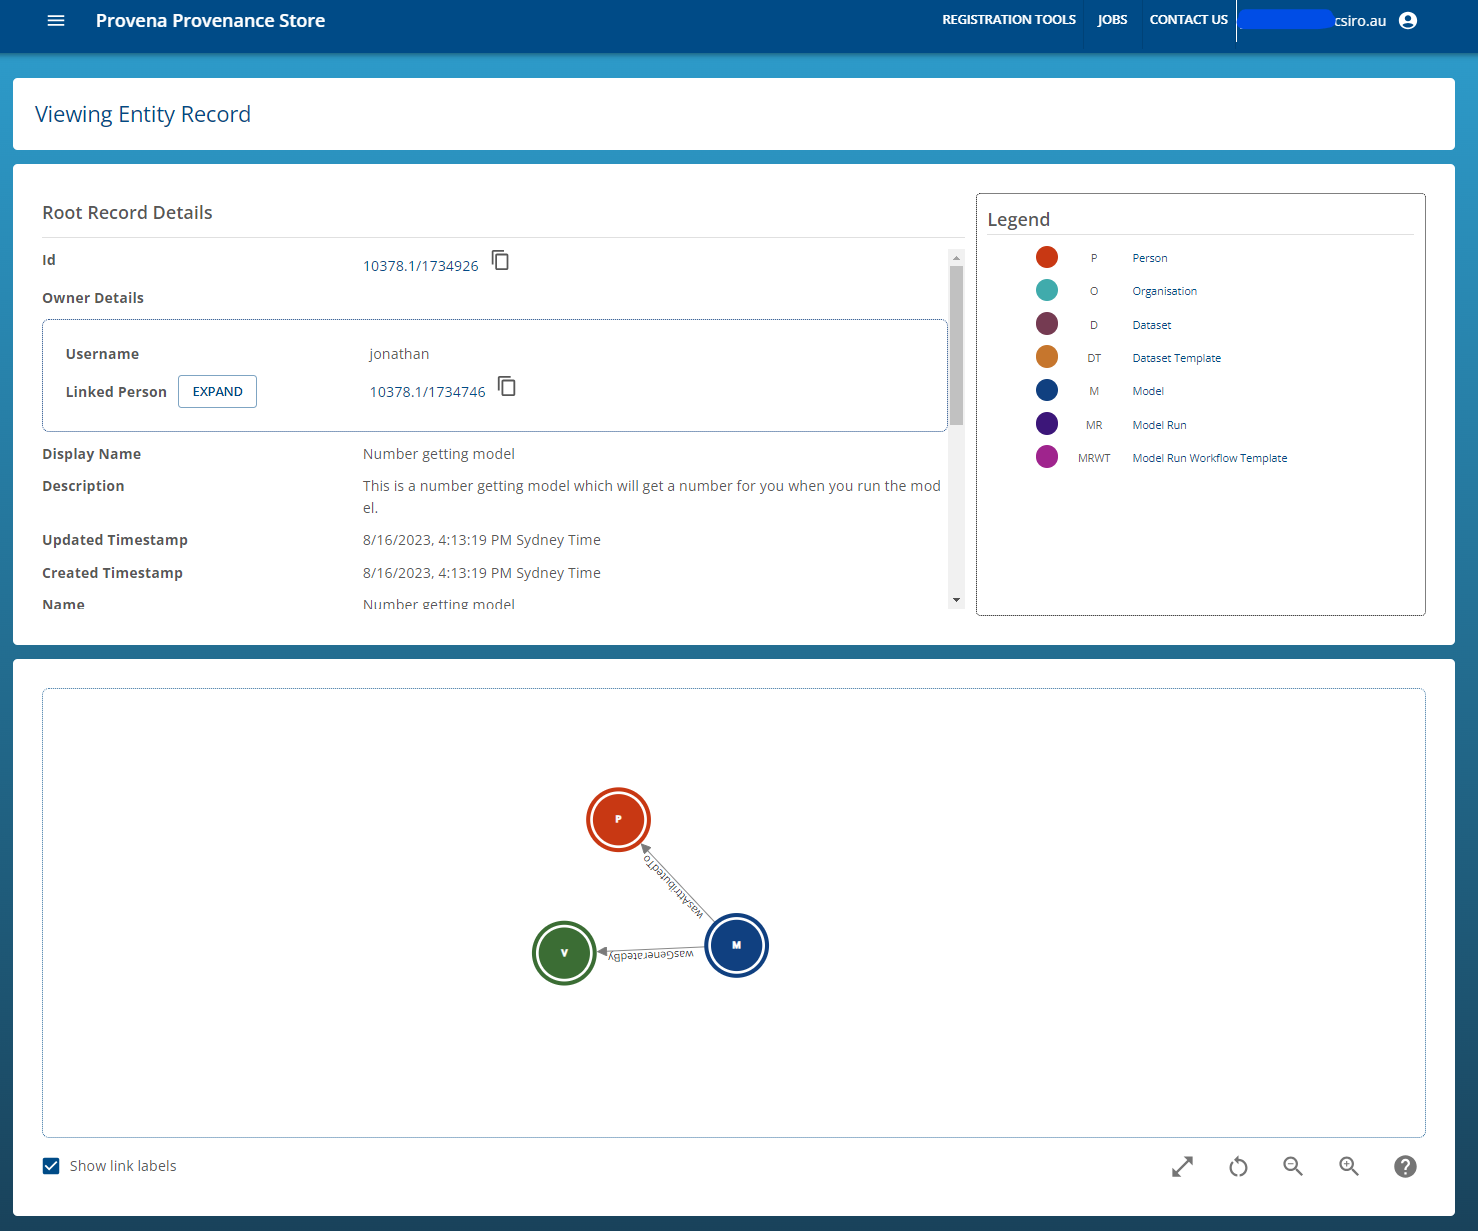 Provena Provenance Store
REGISTRATION TOOLS
JOBS
CONTACT US
csiro.au
Viewing Entity Record
Root Record Details
Id
10378.1/1734926
Owner Details
Username
jonathan
Linked Person
EXPAND
10378.1/1734746
Display Name
Number getting model
Description
This is a number getting model which will get a number for you when you run the mod
el.
Updated Timestamp
8/16/2023, 4:13:19 PM Sydney Time
Created Timestamp
8/16/2023, 4:13:19 PM Sydney Time
Name
Number getting model
Legend
P Person
O Organisation
D Dataset
DT Dataset Template
M Model
MR Model Run
MRWT Model Run Workflow Template
P
wasAttributedTo
V
wasGeneratedBy
M
Show link labels